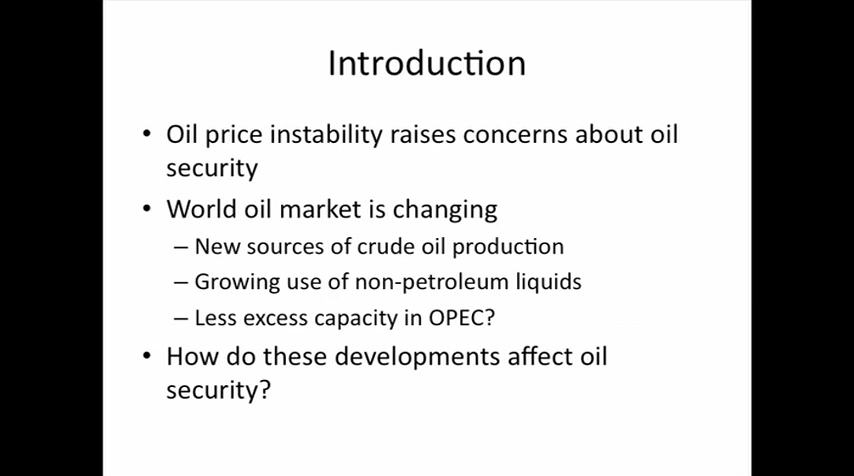 Introduction
• Oil price instability raises concerns about oil
security
• World oil market is changing
– New sources of crude oil production
– Growing use of non-petroleum liquids
– Less excess capacity in OPEC?
• How do these developments affect oil
security?